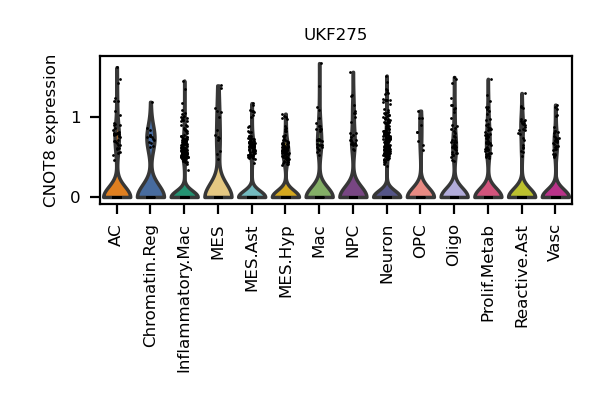 UKF275
CNOT8 expression
1
0
AC
Chromatin.Reg
Inflammatory.Mac
MES
MES.Ast
MES.Hyp
Mac
NPC
Neuron
OPC
Oligo
Prolif.Metab
Reactive.Ast
Vasc